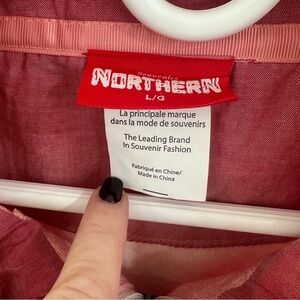 Souvenirs
NORTHERN
L/G
La principale marque
dans la mode de souvenirs
The Leading Brand
In Souvenir Fashion
Fabriqué en Chine/
Made in China